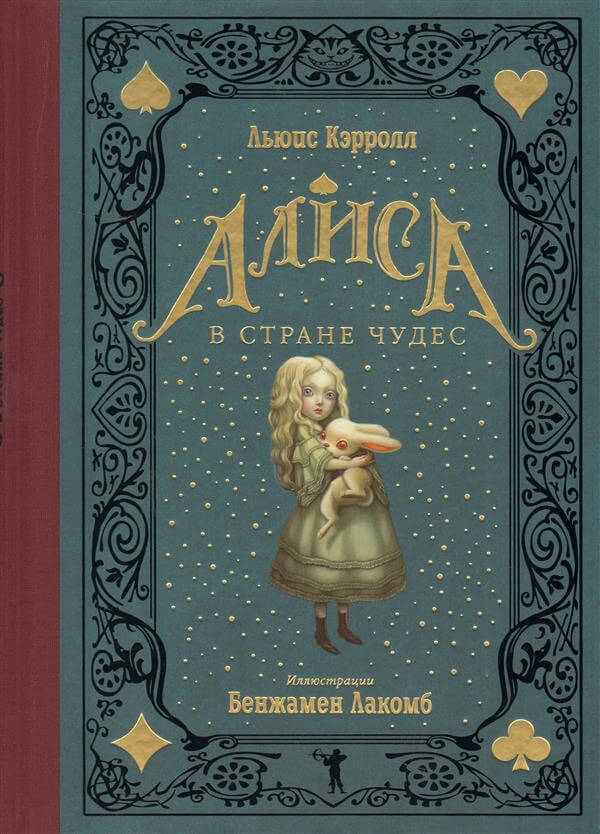 Льюис Кэрролл
АЛИСА
В СТРАНЕ ЧУДЕС
Иллюстрации
Бенжамен Лакомб